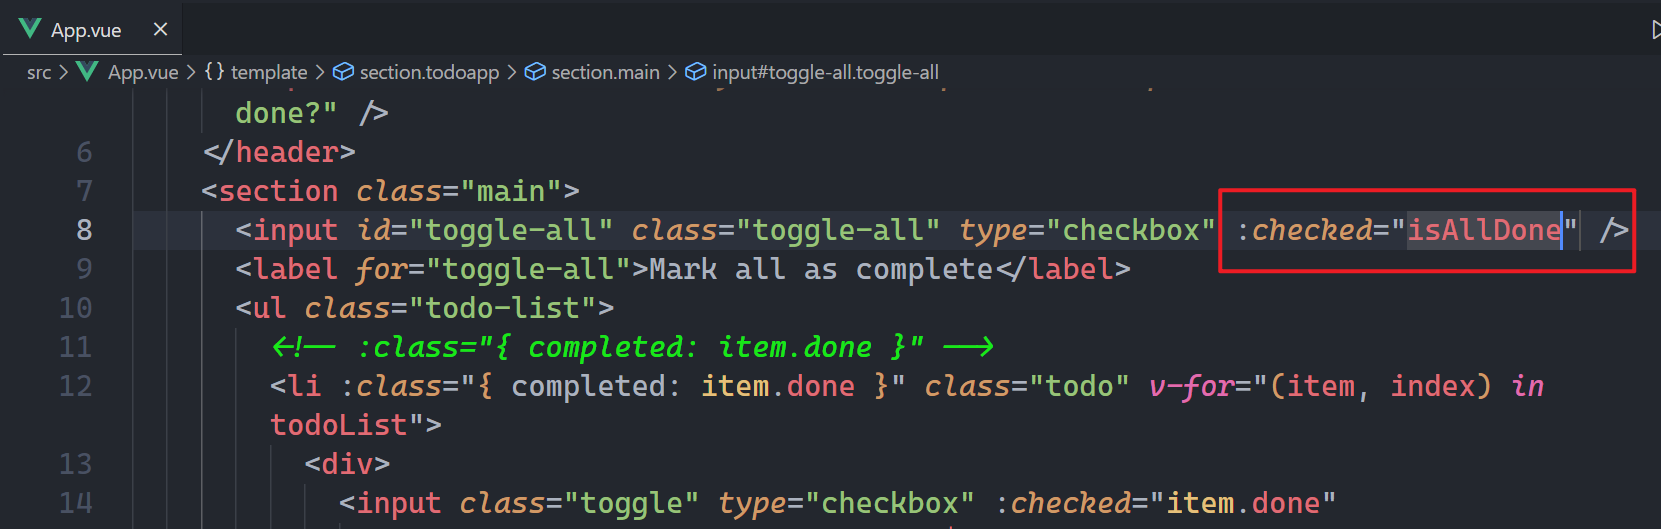 App.vue
src > App.vue > {} template > section.todoapp > section.main > input#toggle-all.toggle-all
done?" />
6 </header>
7 <section class="main">
8 <input id="toggle-all" class="toggle-all" type="checkbox" :checked="isAllDone" />
9 <label for="toggle-all">Mark all as complete</label>
10 <ul class="todo-list">
11 <!-- :class="{ completed: item.done }" -->
12 <li :class="{ completed: item.done }" class="todo" v-for="(item, index) in
todoList">
13 <div>
14 <input class="toggle" type="checkbox" :checked="item.done"